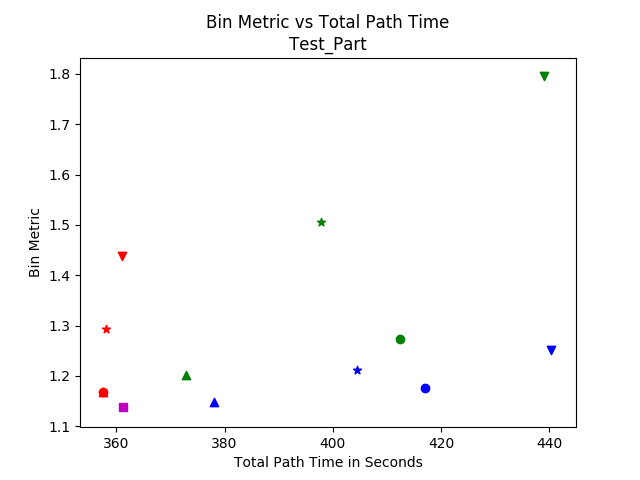 Bin Metric vs Total Path Time
Test_Part
1.8
1.7
1.6
1.5
1.4
1.3
1.2
1.1
Bin Metric
360 380 400 420 440
Total Path Time in Seconds